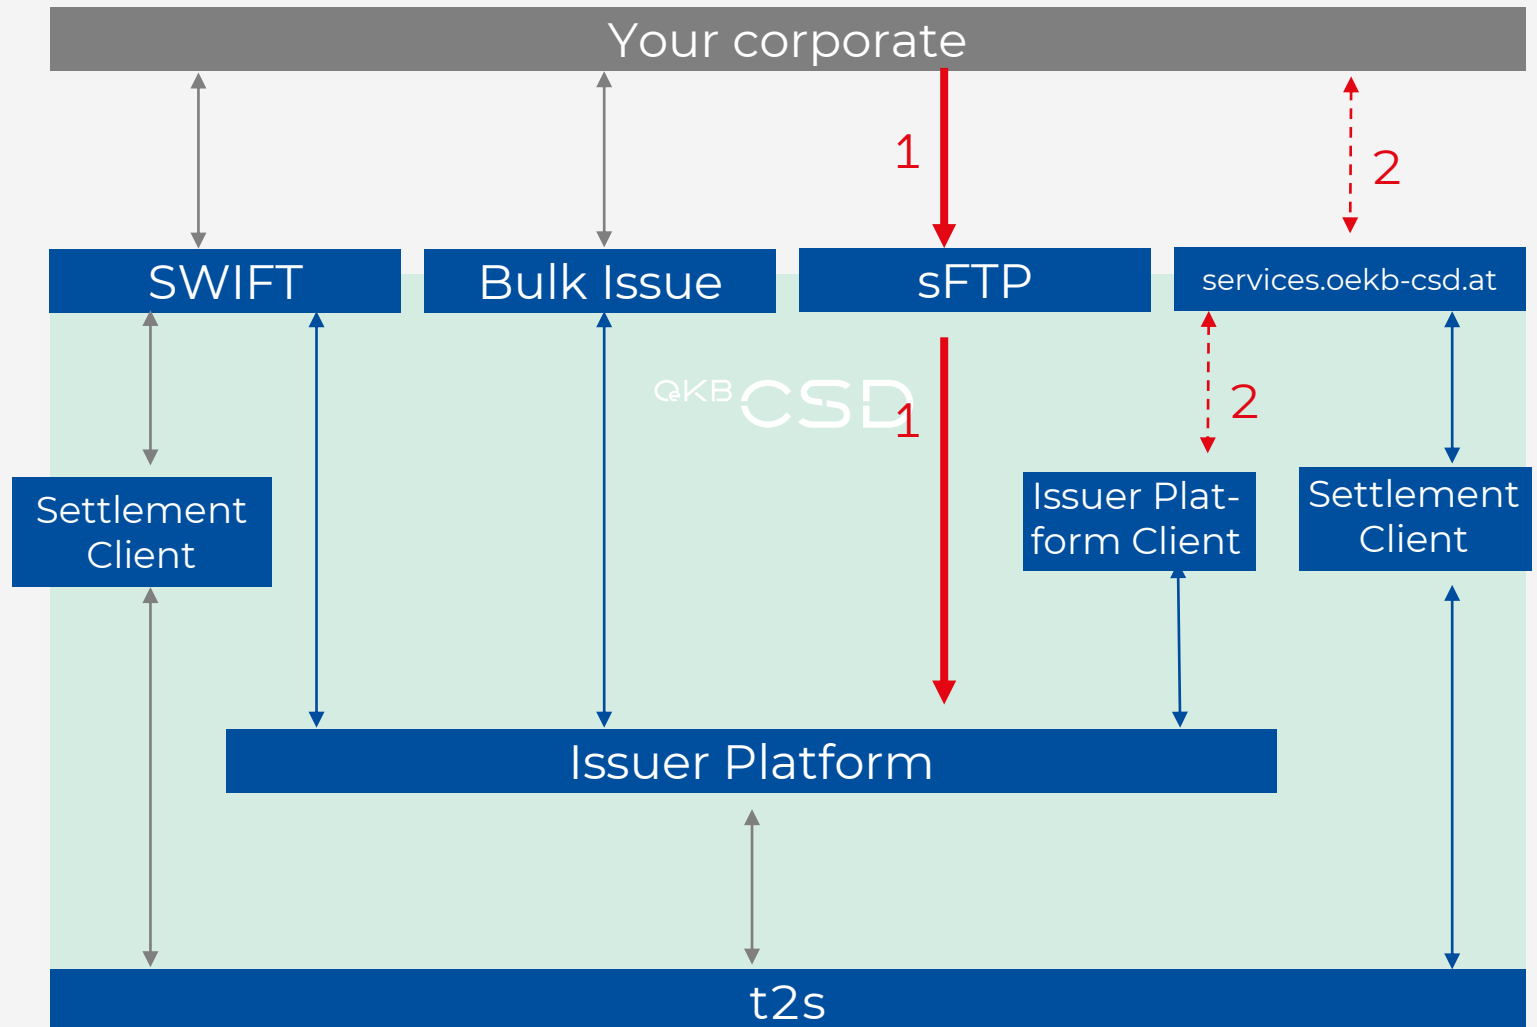 Your corporate
1
2
SWIFT
Bulk Issue
sFTP
services.oekb-csd.at
OeKB CSD
1
2
Settlement
Client
Issuer Plat-
form Client
Settlement
Client
Issuer Platform
t2s